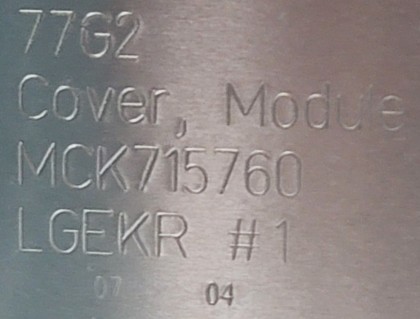 77G2
Cover, Module
MCK715760
LGEKR #1
07 04